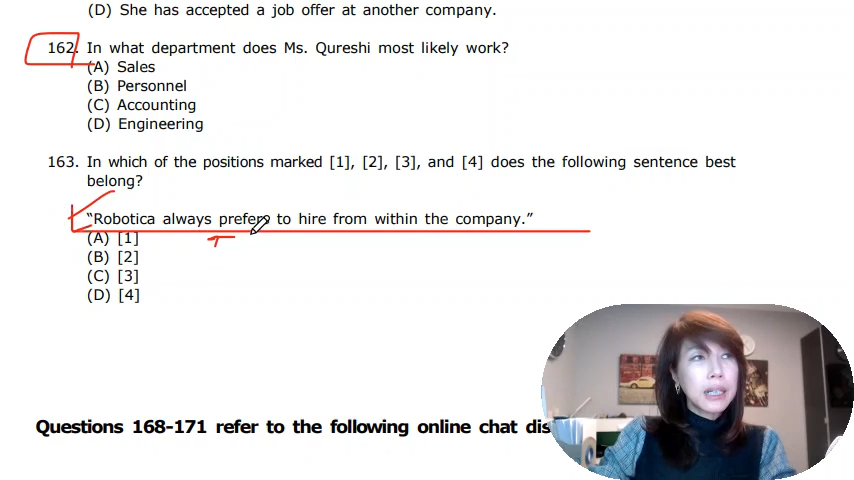 (D) She has accepted a job offer at another company.
162. In what department does Ms. Qureshi most likely work?
(A) Sales
(B) Personnel
(C) Accounting
(D) Engineering
163. In which of the positions marked [1], [2], [3], and [4] does the following sentence best
belong?
“Robotica always prefers to hire from within the company.”
(A) [1]
(B) [2]
(C) [3]
(D) [4]
Questions 168-171 refer to the following online chat dis